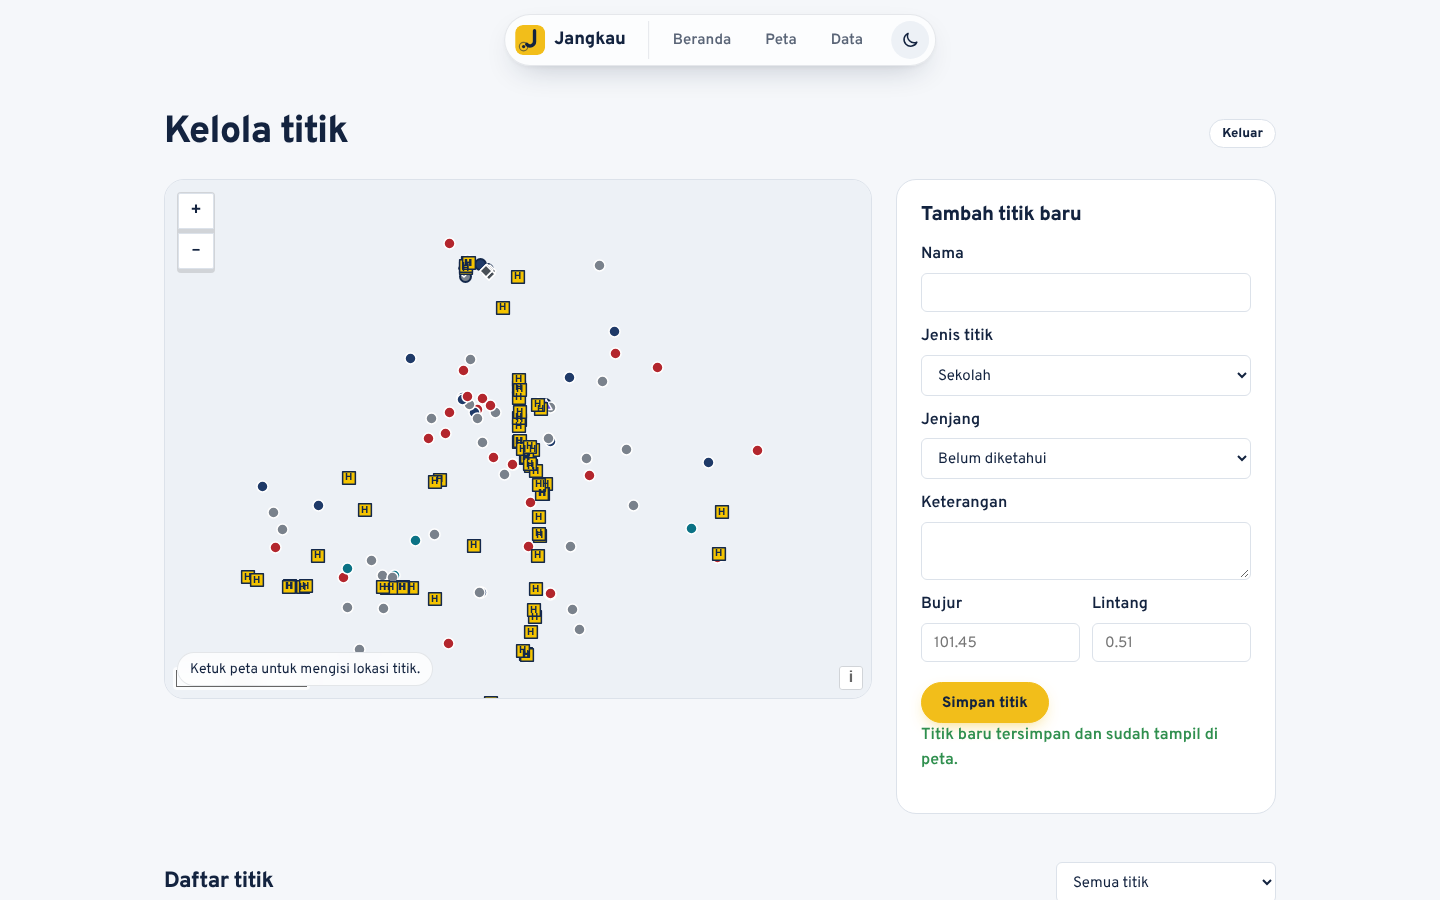 Jangkau
Beranda
Peta
Data
Kelola titik
Keluar
+
−
Ketuk peta untuk mengisi lokasi titik.
i
Tambah titik baru
Nama
Jenis titik
Sekolah
Jenjang
Belum diketahui
Keterangan
Bujur
Lintang
101.45
0.51
Simpan titik
Titik baru tersimpan dan sudah tampil di
peta.
Daftar titik
Semua titik